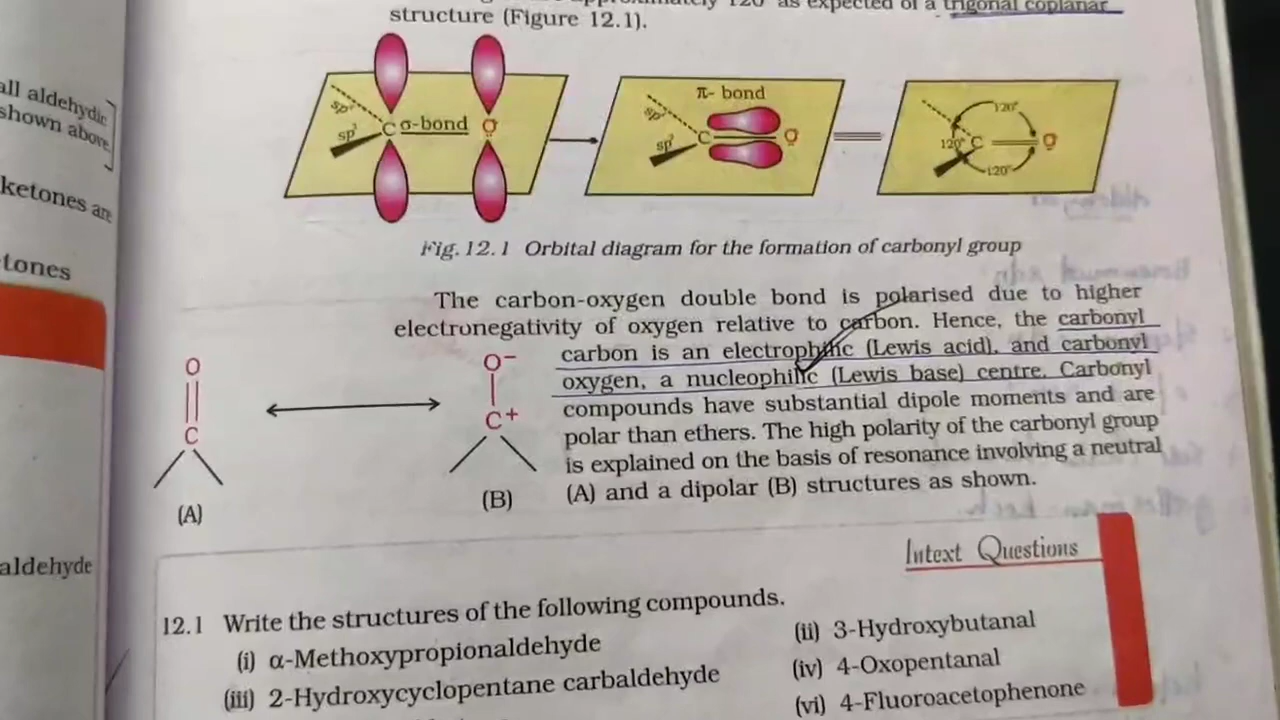 all aldehydic
shown above
ketones are
tones
aldehyde
120° as expected of a trigonal coplanar
structure (Figure 12.1).
sp²
sp²
C σ-bond O
π- bond
sp²
sp²
C O
120°
120° C O
120°
Fig.12.1 Orbital diagram for the formation of carbonyl group
The carbon-oxygen double bond is polarised due to higher
electronegativity of oxygen relative to carbon. Hence, the carbonyl
carbon is an electrophilic (Lewis acid), and carbonyl
oxygen, a nucleophilic (Lewis base) centre. Carbonyl
compounds have substantial dipole moments and are
polar than ethers. The high polarity of the carbonyl group
is explained on the basis of resonance involving a neutral
(A) and a dipolar (B) structures as shown.
O
C
(A)
O−
C+
(B)
Intext Questions
12.1 Write the structures of the following compounds.
(i) α-Methoxypropionaldehyde
(ii) 3-Hydroxybutanal
(iii) 2-Hydroxycyclopentane carbaldehyde
(iv) 4-Oxopentanal
(vi) 4-Fluoroacetophenone